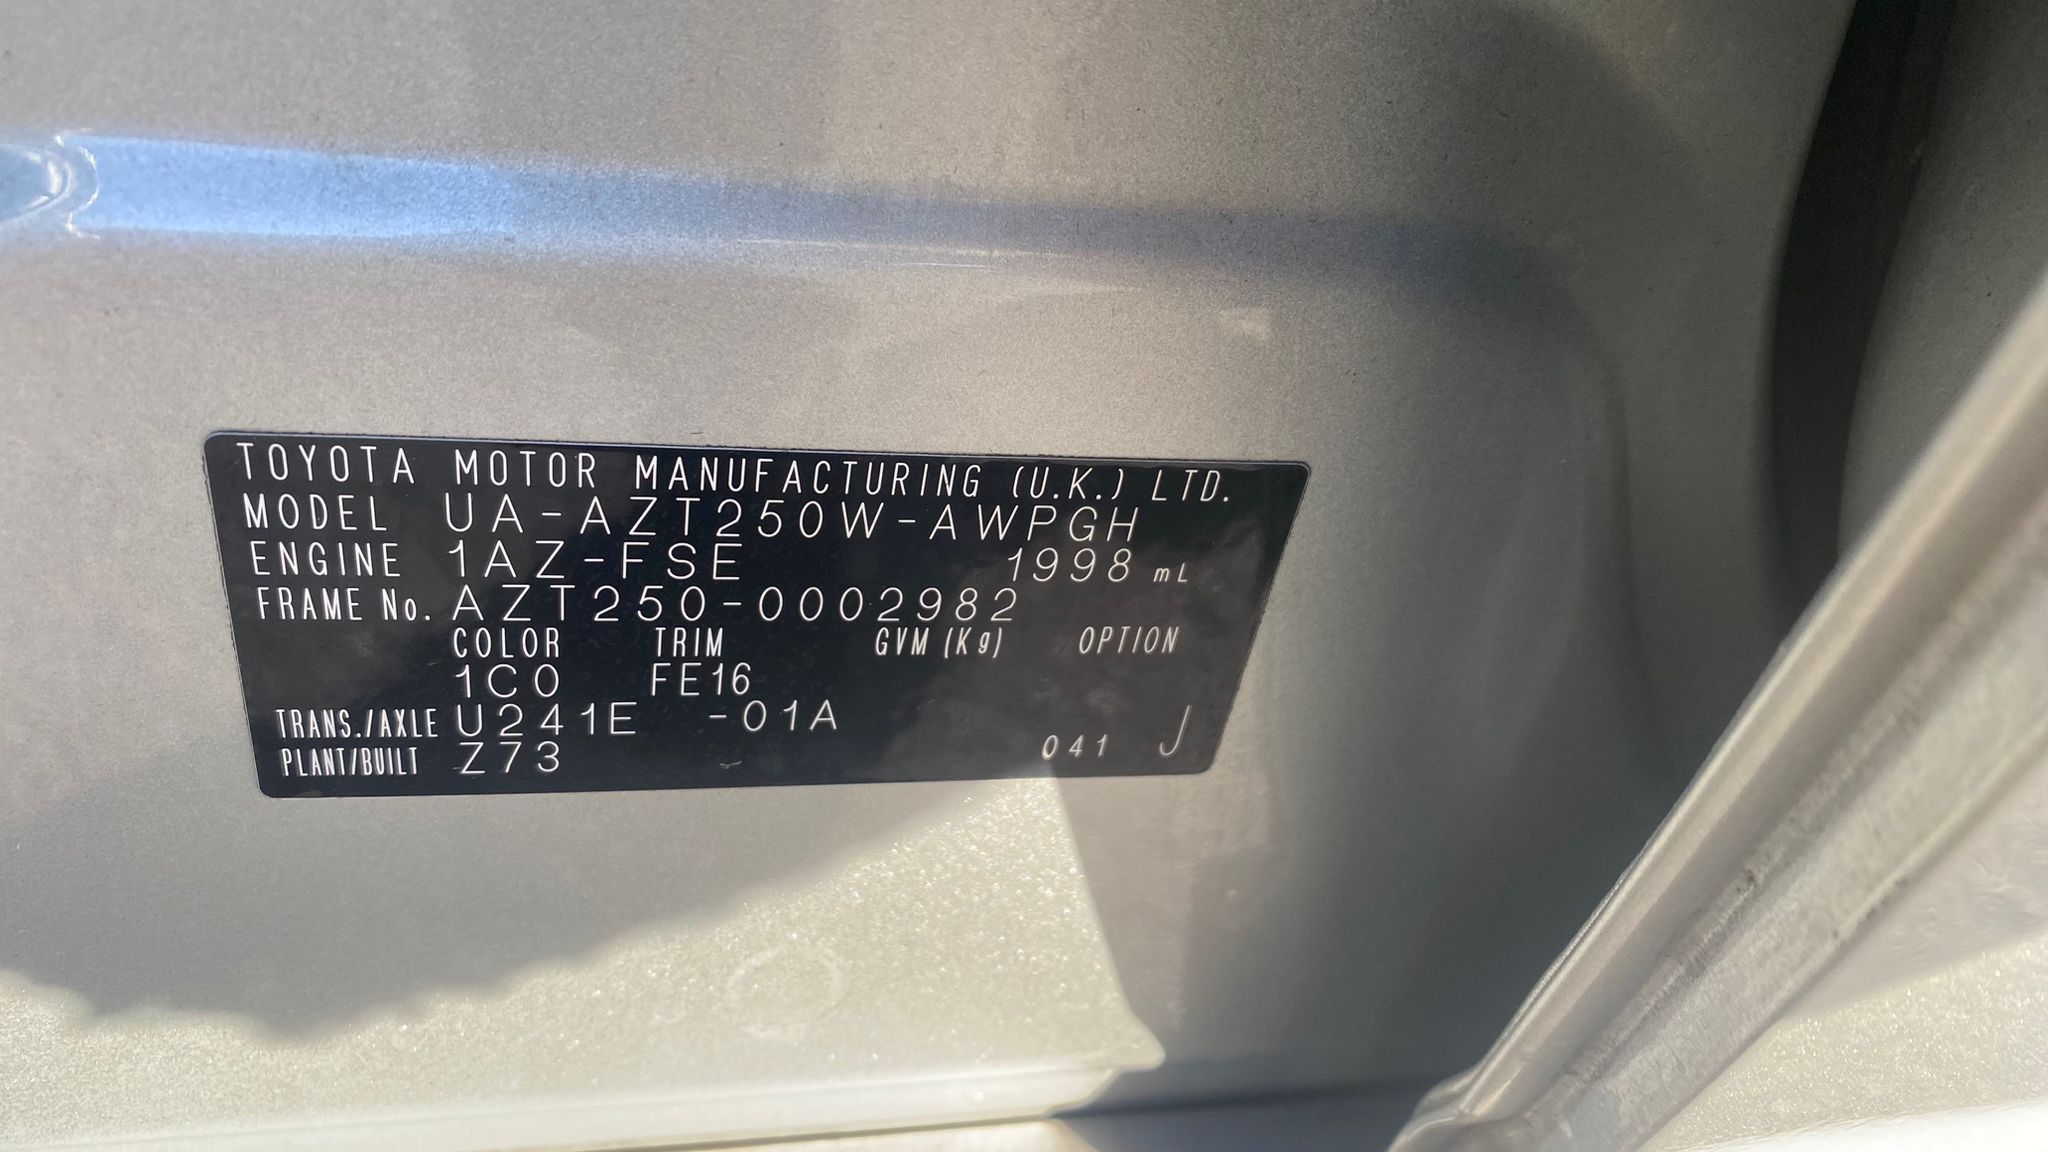 TOYOTA MOTOR MANUFACTURING (U.K.) LTD.
MODEL UA-AZT250W-AWPGH
ENGINE 1AZ-FSE 1998 mL
FRAME No. AZT250-0002982
COLOR TRIM GVM (Kg) OPTION
1C0 FE16
TRANS./AXLE U241E -01A
PLANT/BUILT Z73 041 J